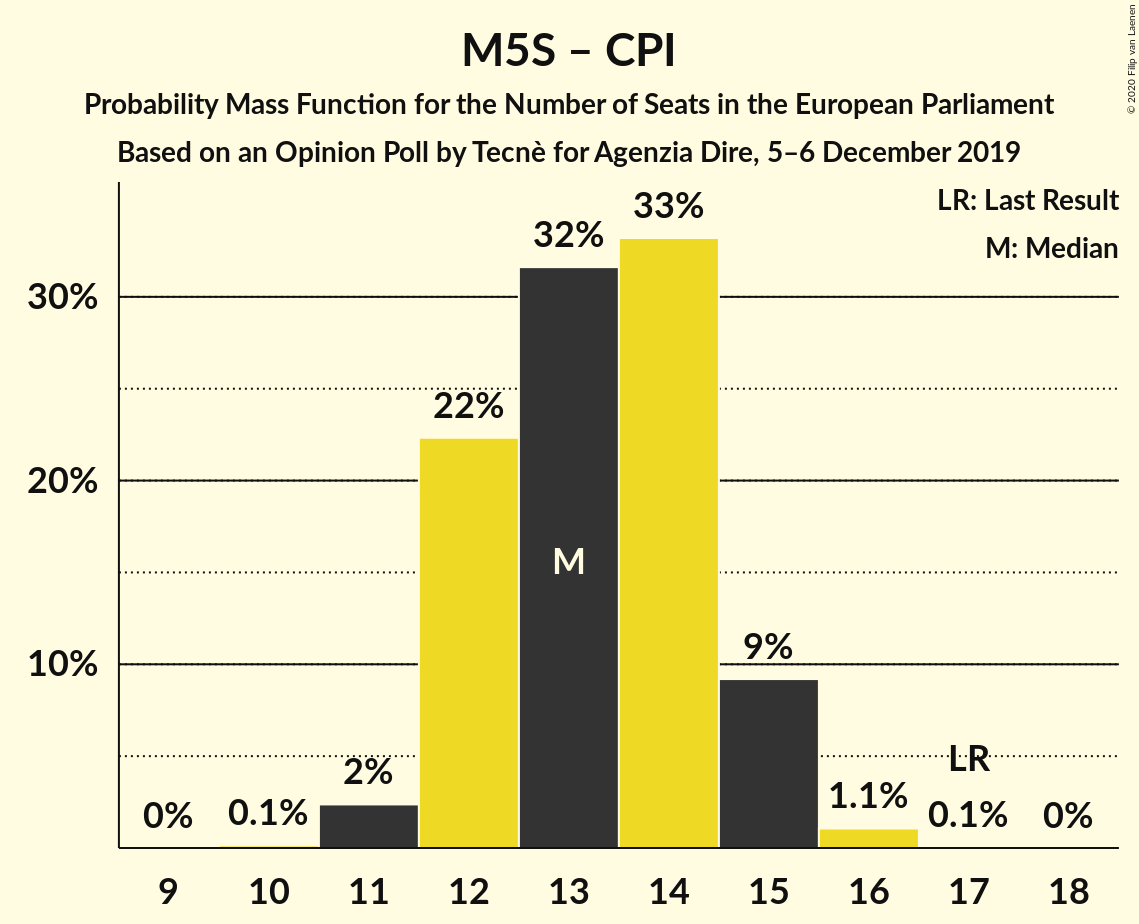 M5S – CPI
Probability Mass Function for the Number of Seats in the European Parliament
Based on an Opinion Poll by Tecnè for Agenzia Dire, 5–6 December 2019
© 2020 Filip van Laenen
LR: Last Result
M: Median
30%
20%
10%
0%
0.1%
2%
22%
32%
M
33%
9%
1.1%
LR
0.1%
0%
9 10 11 12 13 14 15 16 17 18